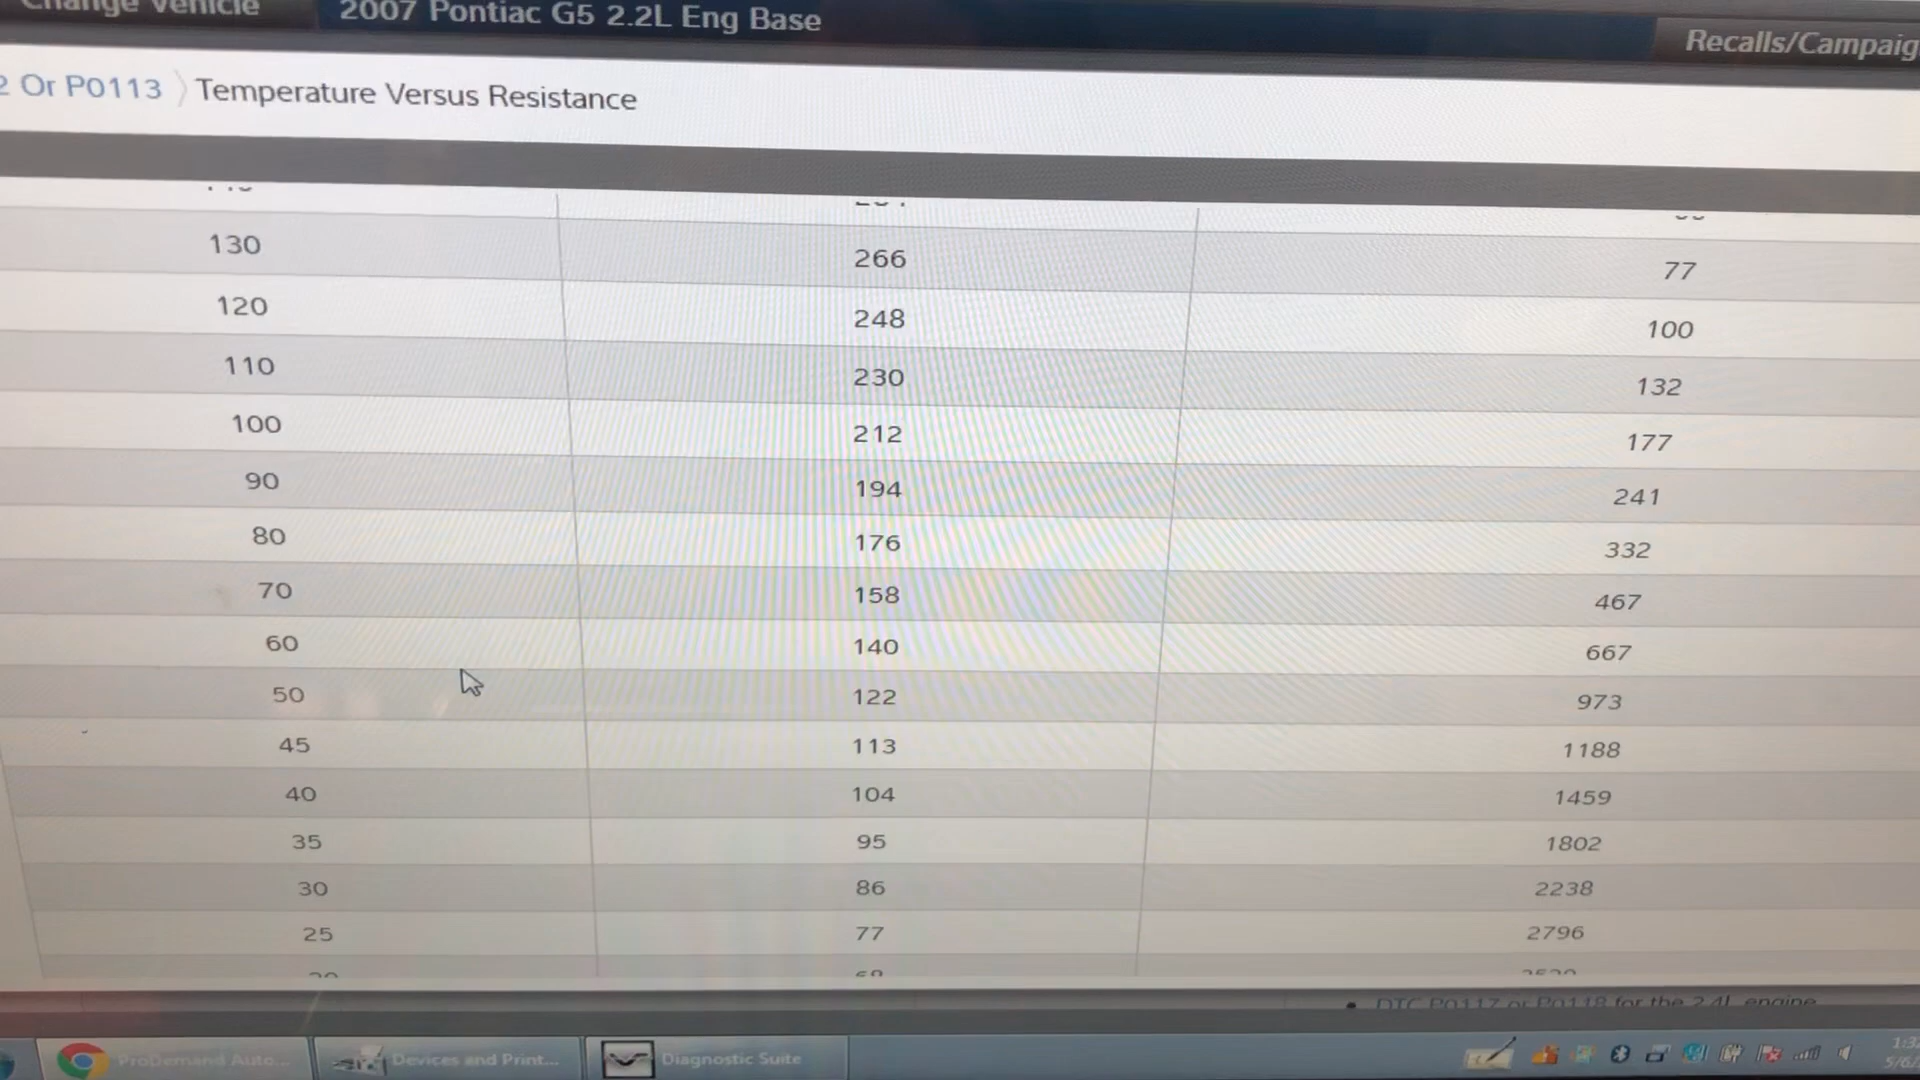 Change Vehicle 2007 Pontiac G5 2.2L Eng Base Recalls/Campaig
2 Or P0113 Temperature Versus Resistance
130 266 77
120 248 100
110 230 132
100 212 177
90 194 241
80 176 332
70 158 467
60 140 667
50 122 973
45 113 1188
40 104 1459
35 95 1802
30 86 2238
25 77 2796
DTC P0117 or P0118 for the 2.4L engine
ProDemand Auto... Devices and Print... Diagnostic Suite